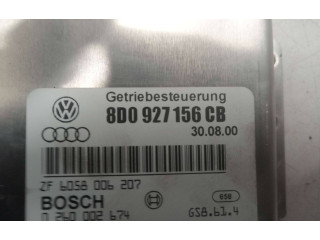 Getriebesteuerung
8D0 927 156 CB
30.08.00
ZF 6058 006 207
BOSCH
698
0 260 002 674
GS8.61.4